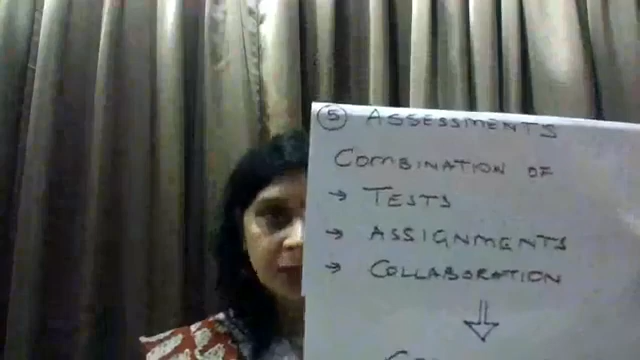 ⑤ ASSESSMENTS
COMBINATION OF
→ TESTS
→ ASSIGNMENTS
→ COLLABORATION